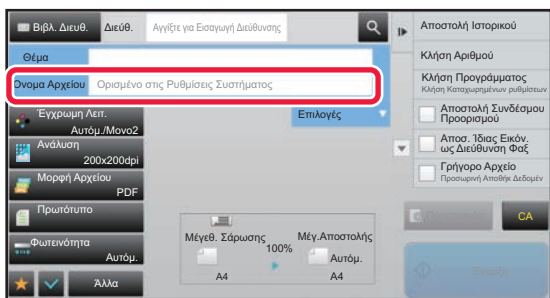 Βιβλ. Διευθ.
Διεύθ.
Αγγίξτε για Εισαγωγή Διεύθυνσης
Θέμα
Όνομα Αρχείου
Ορισμένο στις Ρυθμίσεις Συστήματος
Έγχρωμη Λειτ.
Αυτόμ./Μονο2
Επιλογές
Ανάλυση
200x200dpi
Μορφή Αρχείου
PDF
Πρωτότυπο
Φωτεινότητα
Αυτόμ.
Άλλα
Μέγεθ. Σάρωσης
100%
Μέγ.Αποστολής
Αυτόμ.
A4
A4
Αποστολή Ιστορικού
Κλήση Αριθμού
Κλήση Προγράμματος
Κλήση Καταχωρημένων ρυθμίσεων
Αποστολή Συνδέσμου
Προορισμού
Αποσ. Ίδιας Εικόν.
ως Διεύθυνση Φαξ
Γρήγορο Αρχείο
Προσωρινή Αποθήκ Δεδομέν
CA
Έναρξη